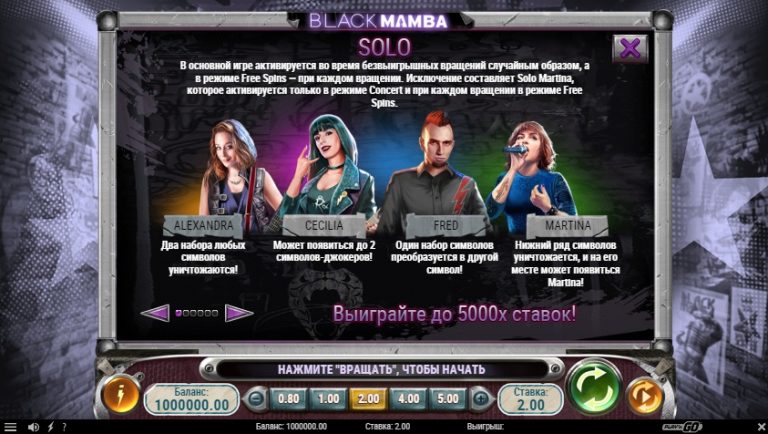 BLACK MAMBA
SOLO
В основной игре активируется во время безвыигрышных вращений случайным образом, а
в режиме Free Spins – при каждом вращении. Исключение составляет Solo Martina,
которое активируется только в режиме Concert и при каждом вращении в режиме Free
Spins.
ALEXANDRA
Два набора любых
символов
уничтожаются!
CECILIA
Может появиться до 2
символов-джокеров!
FRED
Один набор символов
преобразуется в другой
символ!
MARTINA
Нижний ряд символов
уничтожается, и на его
месте может появиться
Martina!
Выиграйте до 5000x ставок!
НАЖМИТЕ "ВРАЩАТЬ", ЧТОБЫ НАЧАТЬ
Баланс:
1000000.00
0.80 1.00 2.00 4.00 5.00
Ставка:
2.00
Баланс: 1000000.00 Ставка: 2.00 Выигрыш:
PLAY'N GO
BLACK